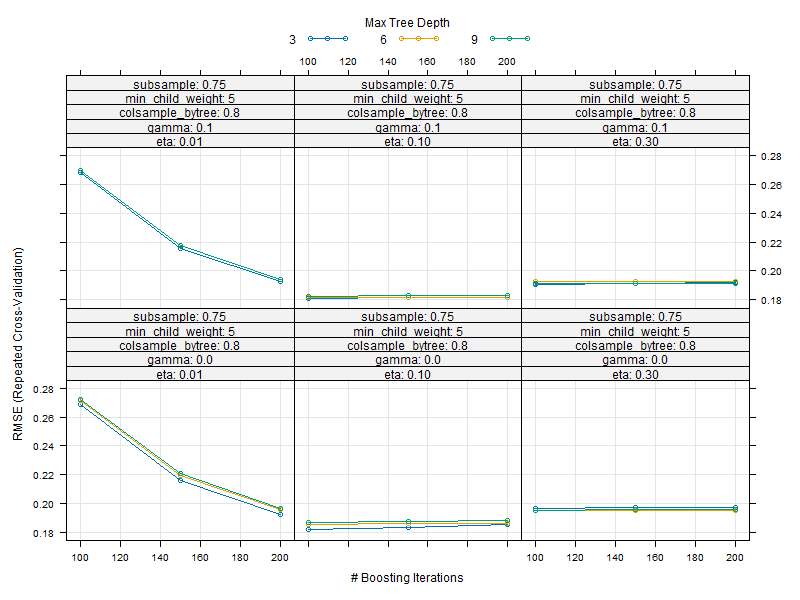 Max Tree Depth
3 6 9
100 120 140 160 180 200
subsample: 0.75 subsample: 0.75 subsample: 0.75
min_child_weight: 5 min_child_weight: 5 min_child_weight: 5
colsample_bytree: 0.8 colsample_bytree: 0.8 colsample_bytree: 0.8
gamma: 0.1 gamma: 0.1 gamma: 0.1
eta: 0.01 eta: 0.10 eta: 0.30
0.28
0.26
0.24
0.22
0.20
0.18
subsample: 0.75 subsample: 0.75 subsample: 0.75
min_child_weight: 5 min_child_weight: 5 min_child_weight: 5
colsample_bytree: 0.8 colsample_bytree: 0.8 colsample_bytree: 0.8
gamma: 0.0 gamma: 0.0 gamma: 0.0
eta: 0.01 eta: 0.10 eta: 0.30
RMSE (Repeated Cross-Validation)
0.28
0.26
0.24
0.22
0.20
0.18
100 120 140 160 180 200 100 120 140 160 180 200
# Boosting Iterations